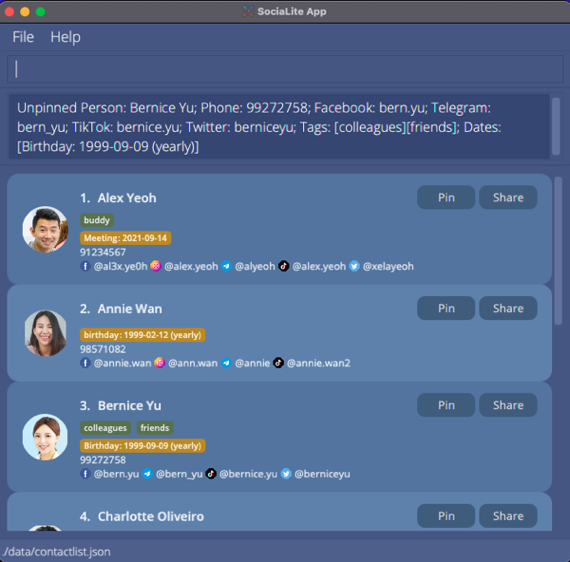 SociaLite App
File Help
Unpinned Person: Bernice Yu; Phone: 99272758; Facebook: bern.yu; Telegram:
bern_yu; TikTok: bernice.yu; Twitter: berniceyu; Tags: [colleagues][friends]; Dates:
[Birthday: 1999-09-09 (yearly)]
1. Alex Yeoh Pin Share
buddy
Meeting: 2021-09-14
91234567
@al3x.ye0h @alex.yeoh @alyeoh @alex.yeoh @xelayeoh
2. Annie Wan Pin Share
birthday: 1999-02-12 (yearly)
98571082
@annie.wan @ann.wan @annie @annie.wan2
3. Bernice Yu Pin Share
colleagues friends
Birthday: 1999-09-09 (yearly)
99272758
@bern.yu @bern_yu @bernice.yu @berniceyu
4. Charlotte Oliveiro Pin Share
./data/contactlist.json